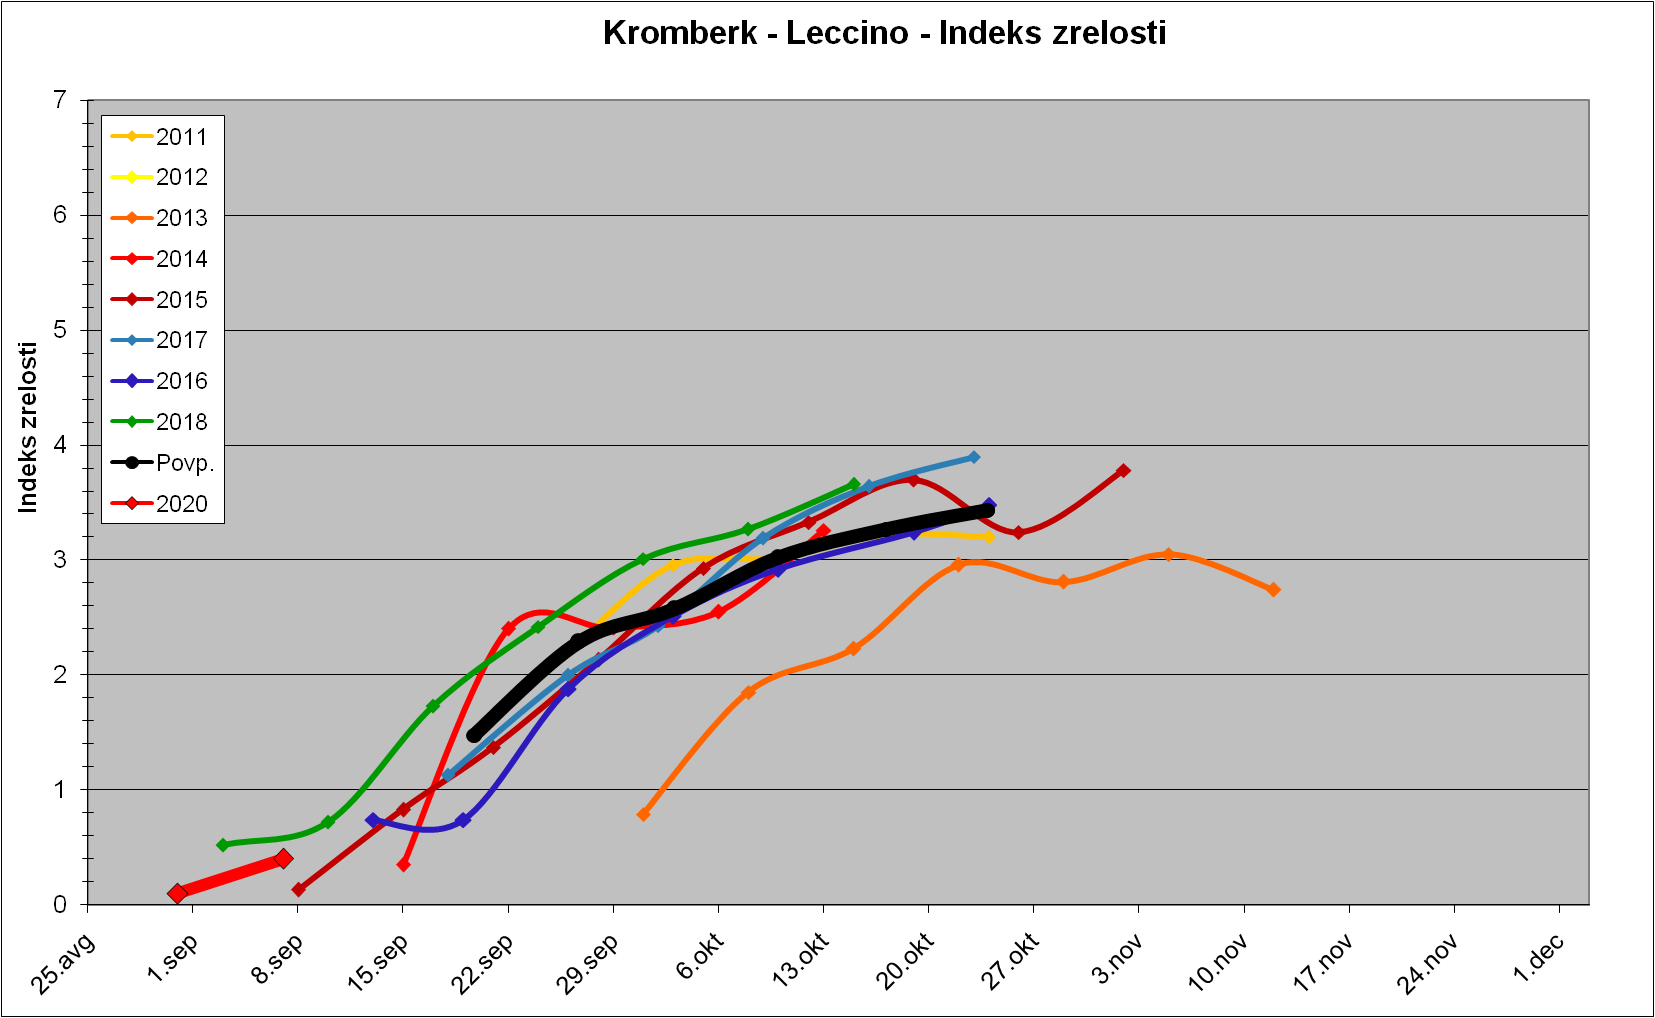 Kromberk - Leccino - Indeks zrelosti
Indeks zrelosti
7
6
5
4
3
2
1
0
2011
2012
2013
2014
2015
2017
2016
2018
Povp.
2020
25.avg
1.sep
8.sep
15.sep
22.sep
29.sep
6.okt
13.okt
20.okt
27.okt
3.nov
10.nov
17.nov
24.nov
1.dec